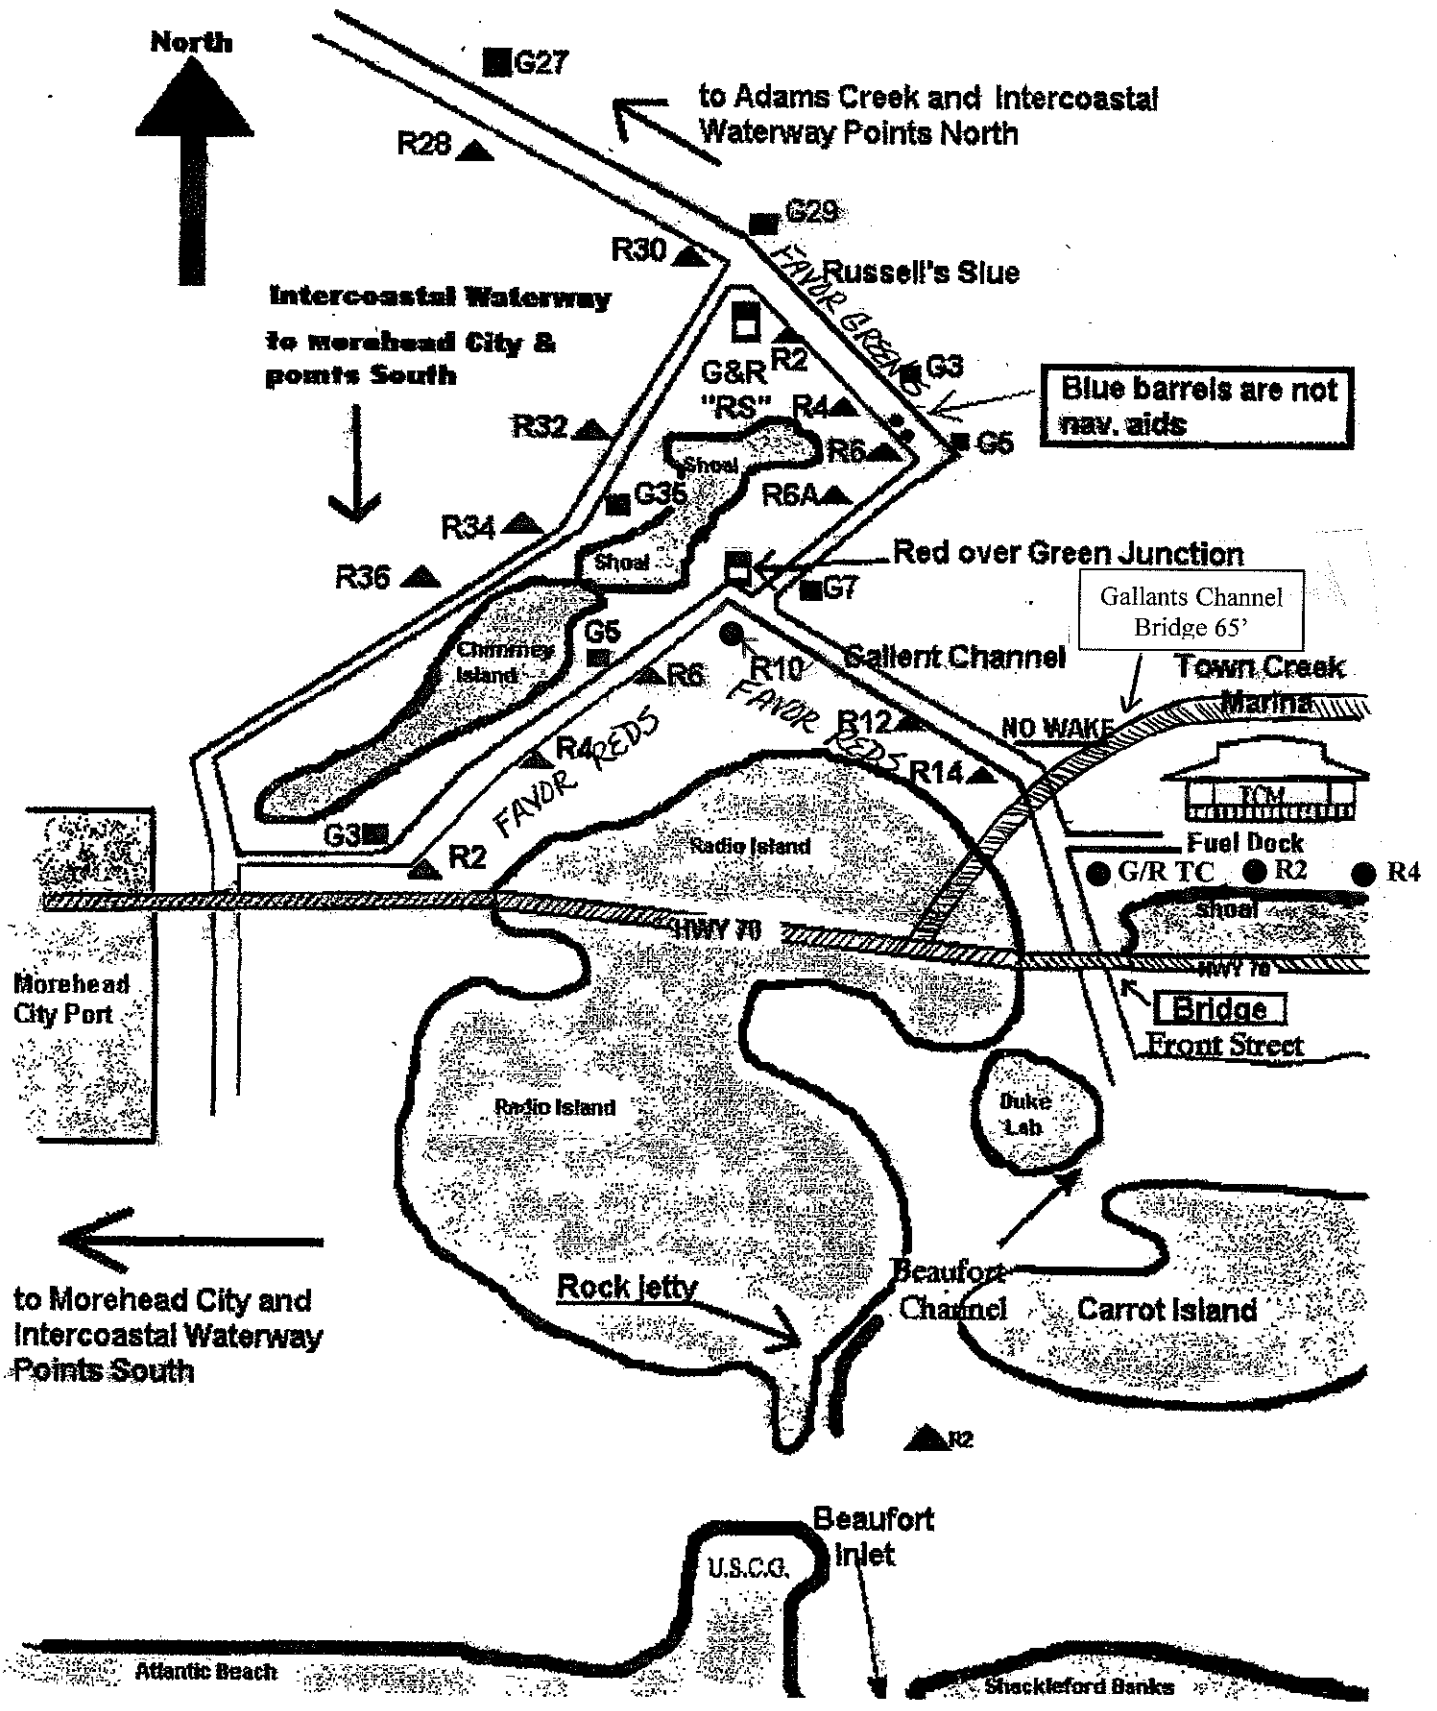 North
G27
to Adams Creek and Intercoastal
Waterway Points North
R28
G29
R30
FAVOR GREENS
Russell's Slue
Intercoastal Waterway
to morehead City &
points South
R2
G&R
"RS"
G3
Blue barrels are not
nav. aids
R4
R32
G5
R6
Shoal
G35
R6A
R34
Red over Green Junction
Shoal
R36
G7
Gallants Channel
Bridge 65'
G5
Chimney
Island
R10
Gallent Channel
Town Creek
Marina
R6
FAVOR REDS
R12
NO WAKE
R4
FAVOR REDS
R14
TCM
G3
R2
Radio Island
Fuel Dock
G/R TC
R2
R4
shoal
HWY 70
HWY 70
Morehead
City Port
Bridge
Front Street
Radio Island
Duke
Lab
to Morehead City and
Intercoastal Waterway
Points South
Rock jetty
Beaufort
Channel
Carrot Island
R2
Beaufort
Inlet
U.S.C.G.
Atlantic Beach
Shackleford Banks